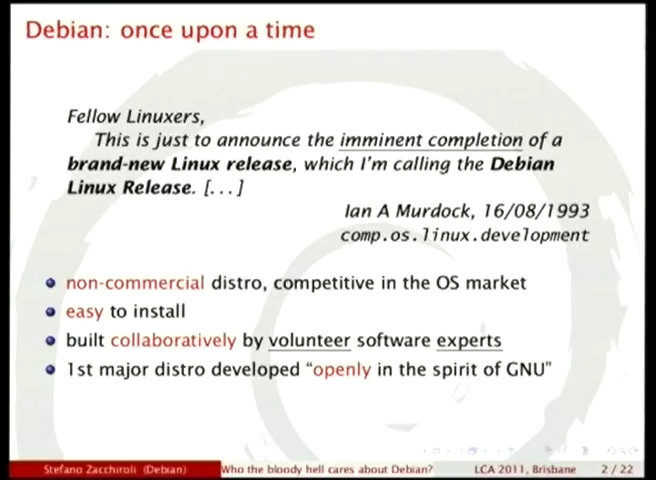 Debian: once upon a time
Fellow Linuxers,
This is just to announce the imminent completion of a
brand-new Linux release, which I'm calling the Debian
Linux Release. [...]
Ian A Murdock, 16/08/1993
comp.os.linux.development
non-commercial distro, competitive in the OS market
easy to install
built collaboratively by volunteer software experts
1st major distro developed "openly in the spirit of GNU"
Stefano Zacchiroli (Debian) Who the bloody hell cares about Debian? LCA 2011, Brisbane 2 / 22